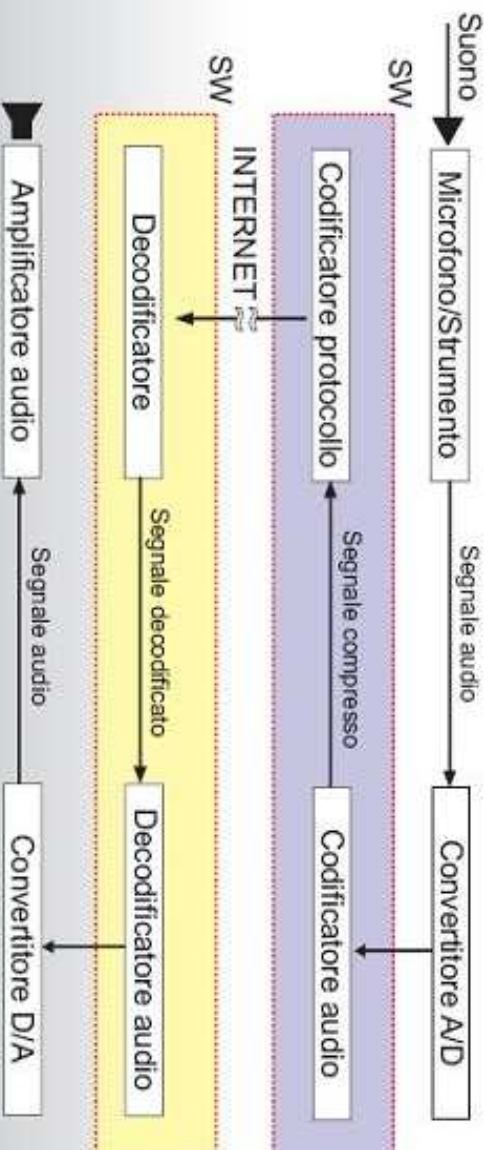 Suono
Microfono/Strumento
Segnale audio
Convertitore A/D
SW
Codificatore protocollo
Segnale compresso
Codificatore audio
INTERNET
SW
Decodificatore
Segnale decodificato
Decodificatore audio
Amplificatore audio
Segnale audio
Convertitore D/A